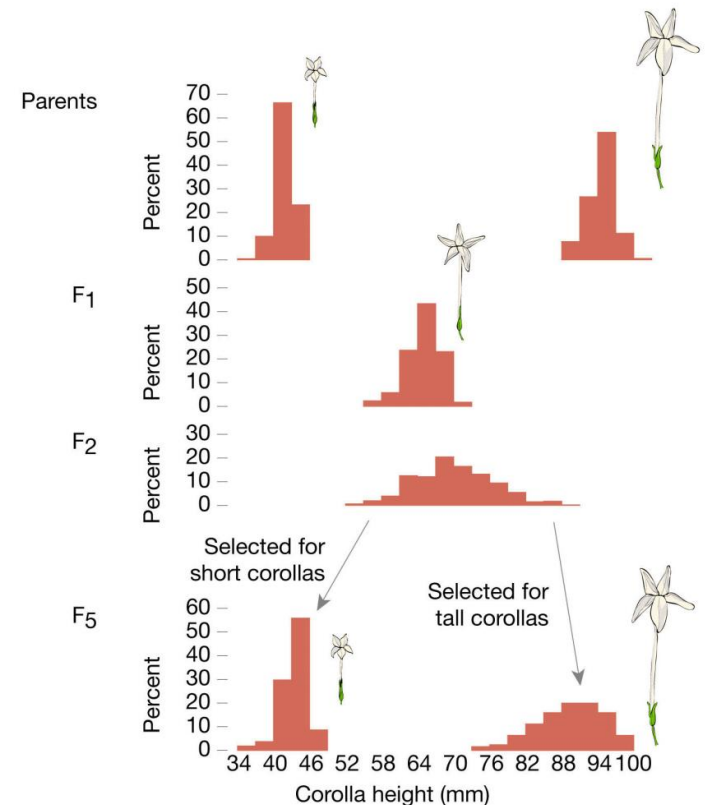 Parents
Percent
70
60
50
40
30
20
10
0
F1
Percent
50
40
30
20
10
0
F2
Percent
30
20
10
0
Selected for
short corollas
Selected for
tall corollas
F5
Percent
60
50
40
30
20
10
0
34 40 46 52 58 64 70 76 82 88 94 100
Corolla height (mm)